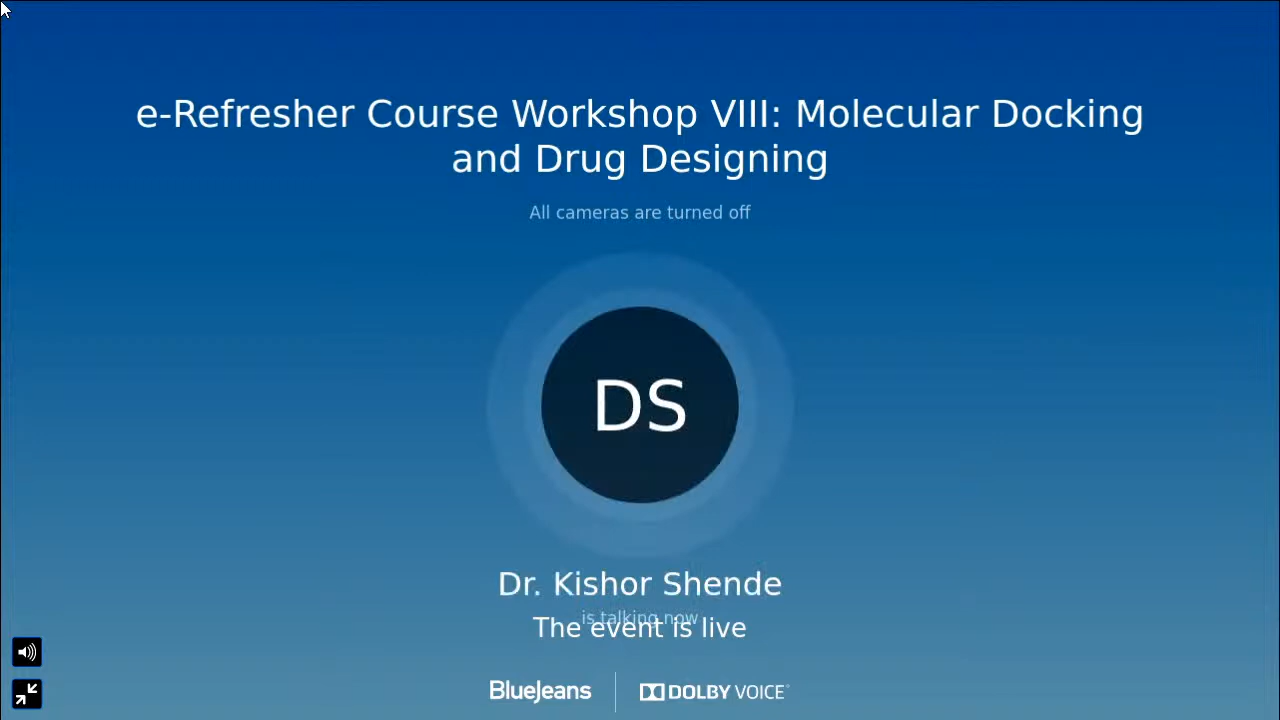 e-Refresher Course Workshop VIII: Molecular Docking
and Drug Designing
All cameras are turned off
DS
Dr. Kishor Shende
is talking now
The event is live
BlueJeans
DOLBY VOICE